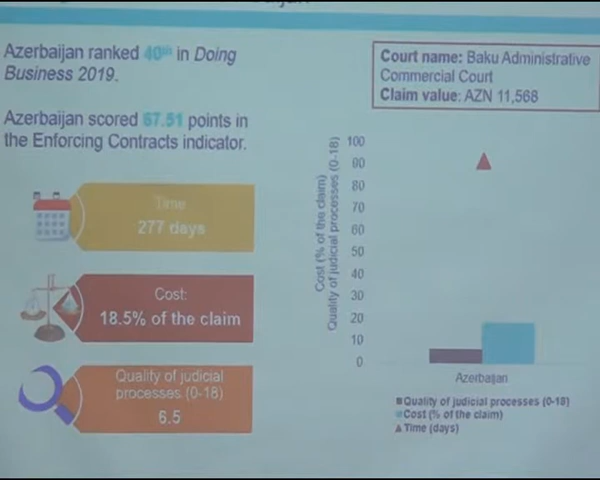 Azerbaijan ranked 40th in Doing
Business 2019.
Azerbaijan scored 67.51 points in
the Enforcing Contracts indicator.
Time
277 days
Cost:
18.5% of the claim
Quality of judicial
processes (0-18)
6.5
Court name: Baku Administrative
Commercial Court
Claim value: AZN 11,568
Cost (% of the claim)
Quality of judicial processes (0-18)
100
90
80
70
60
50
40
30
20
10
0
Azerbaijan
Quality of judicial processes (0-18)
Cost (% of the claim)
Time (days)